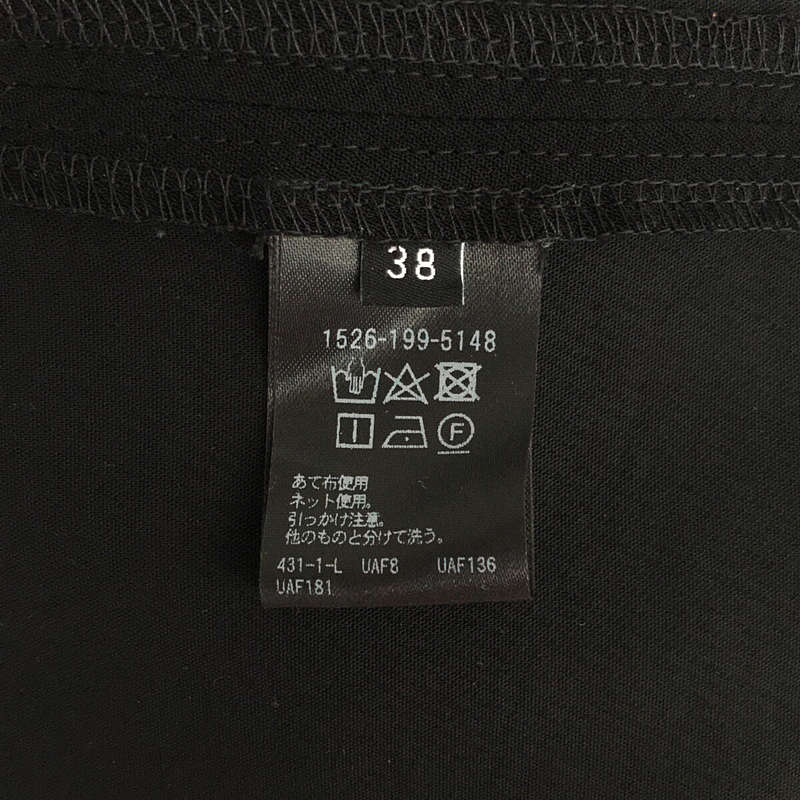 38
1526-199-5148
F
あて布使用
ネット使用。
引っかけ注意。
他のものと分けて洗う。
431-1-L UAF8 UAF136
UAF181